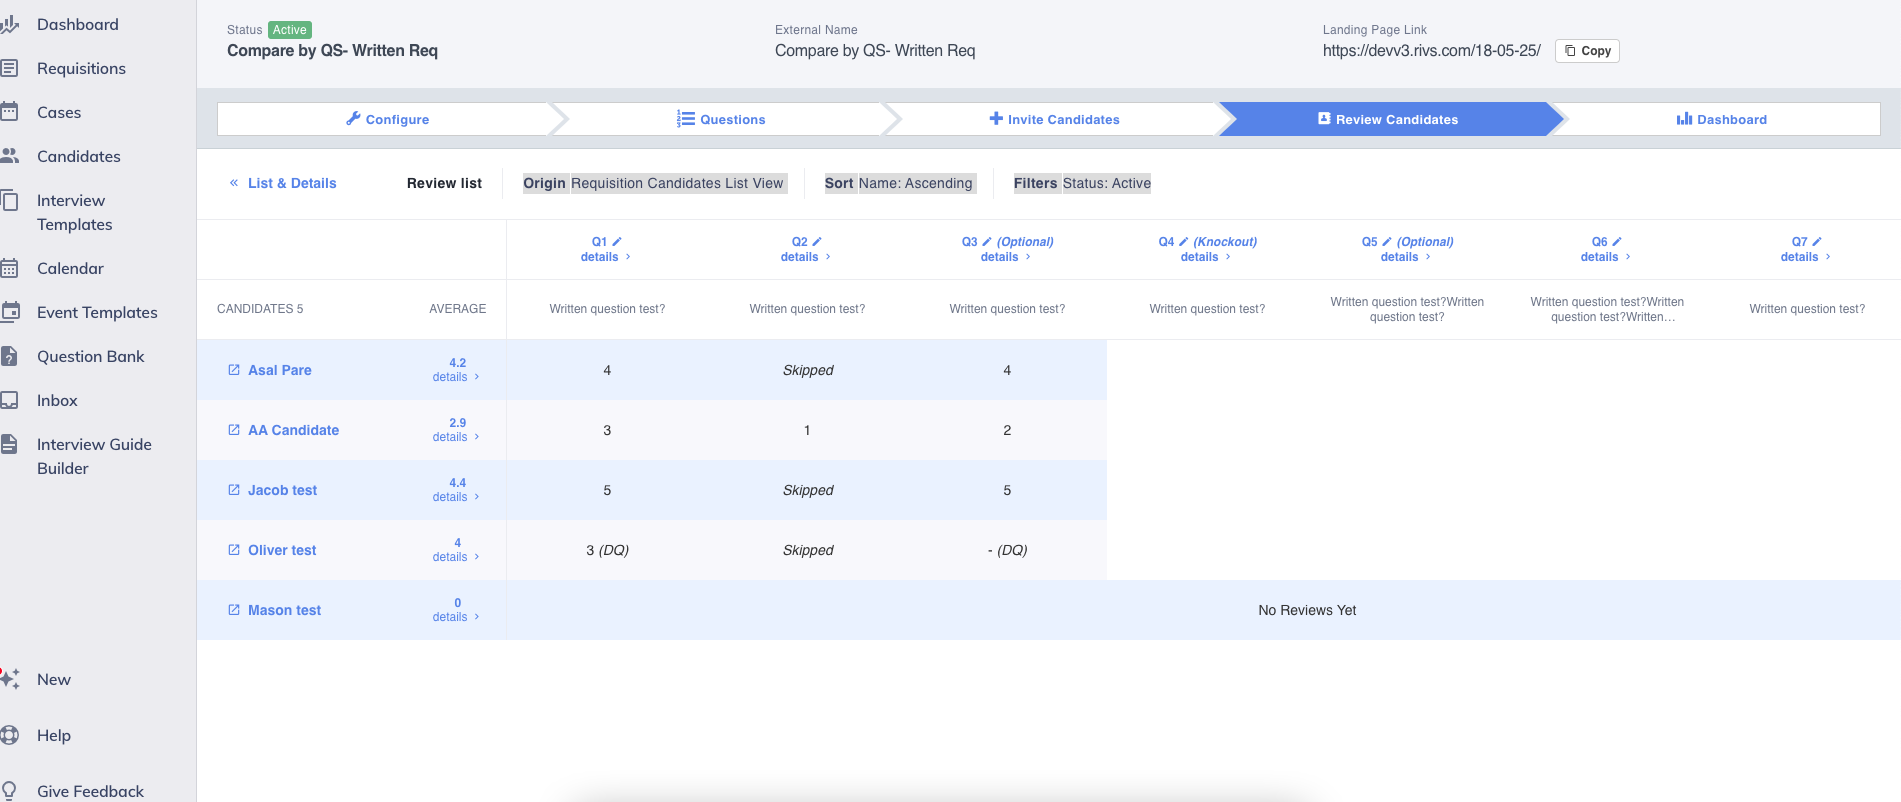 Dashboard
Requisitions
Cases
Candidates
Interview
Templates
Calendar
Event Templates
Question Bank
Inbox
Interview Guide
Builder
New
Help
Give Feedback
Status Active
Compare by QS- Written Req
External Name
Compare by QS- Written Req
Landing Page Link
https://devv3.rivs.com/18-05-25/ Copy
Configure Questions Invite Candidates Review Candidates Dashboard
« List & Details Review list Origin Requisition Candidates List View Sort Name: Ascending Filters Status: Active
Q1 Q2 Q3 (Optional) Q4 (Knockout) Q5 (Optional) Q6 Q7
details › details › details › details › details › details › details ›
CANDIDATES 5 AVERAGE Written question test? Written question test? Written question test? Written question test? Written question test?Written question test? Written question test?Written question test?Written… Written question test?
Asal Pare 4.2 details › 4 Skipped 4
AA Candidate 2.9 details › 3 1 2
Jacob test 4.4 details › 5 Skipped 5
Oliver test 4 details › 3 (DQ) Skipped - (DQ)
Mason test 0 details › No Reviews Yet